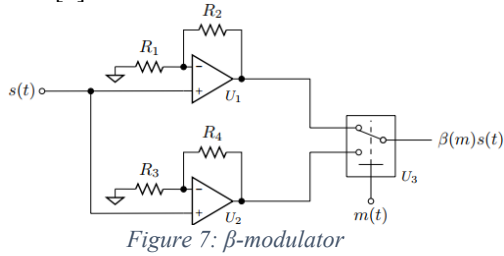 R₂
R₁
s(t)
−
+
U₁
R₄
β(m)s(t)
R₃
−
+
U₂
U₃
m(t)
Figure 7: β-modulator